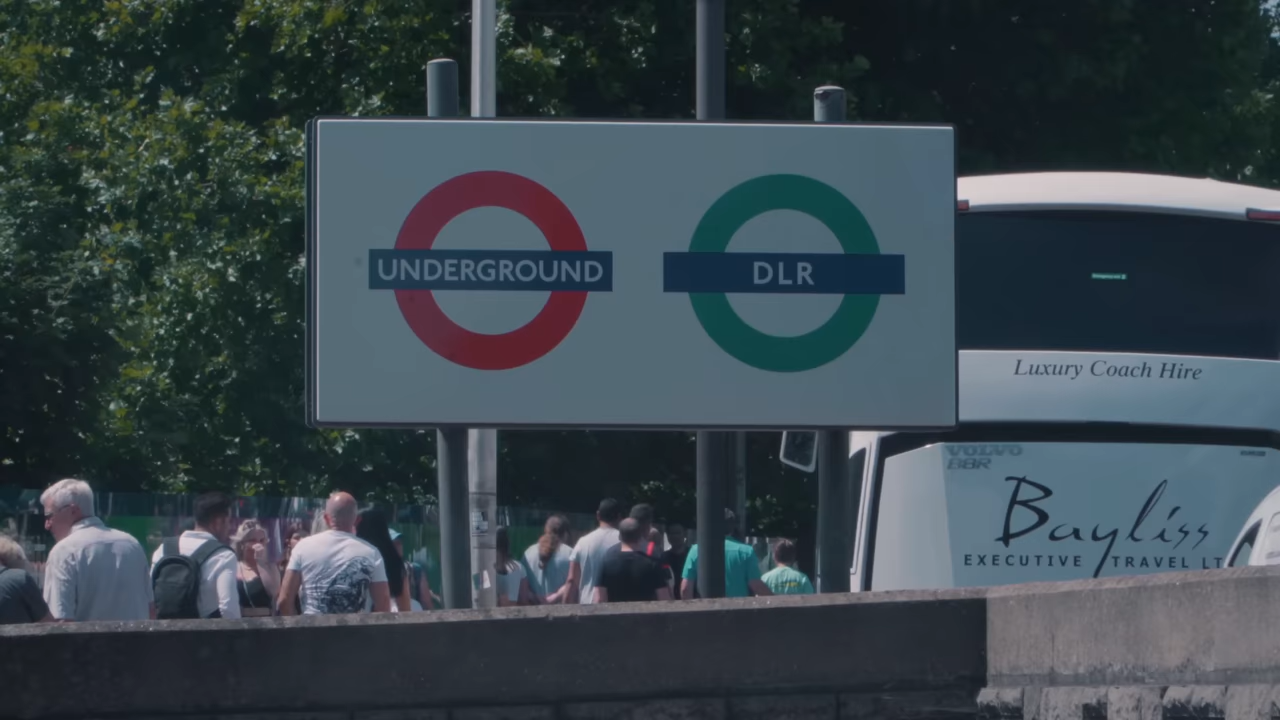 UNDERGROUND
DLR
Luxury Coach Hire
VOLVO
B8R
Bayliss
EXECUTIVE TRAVEL LT